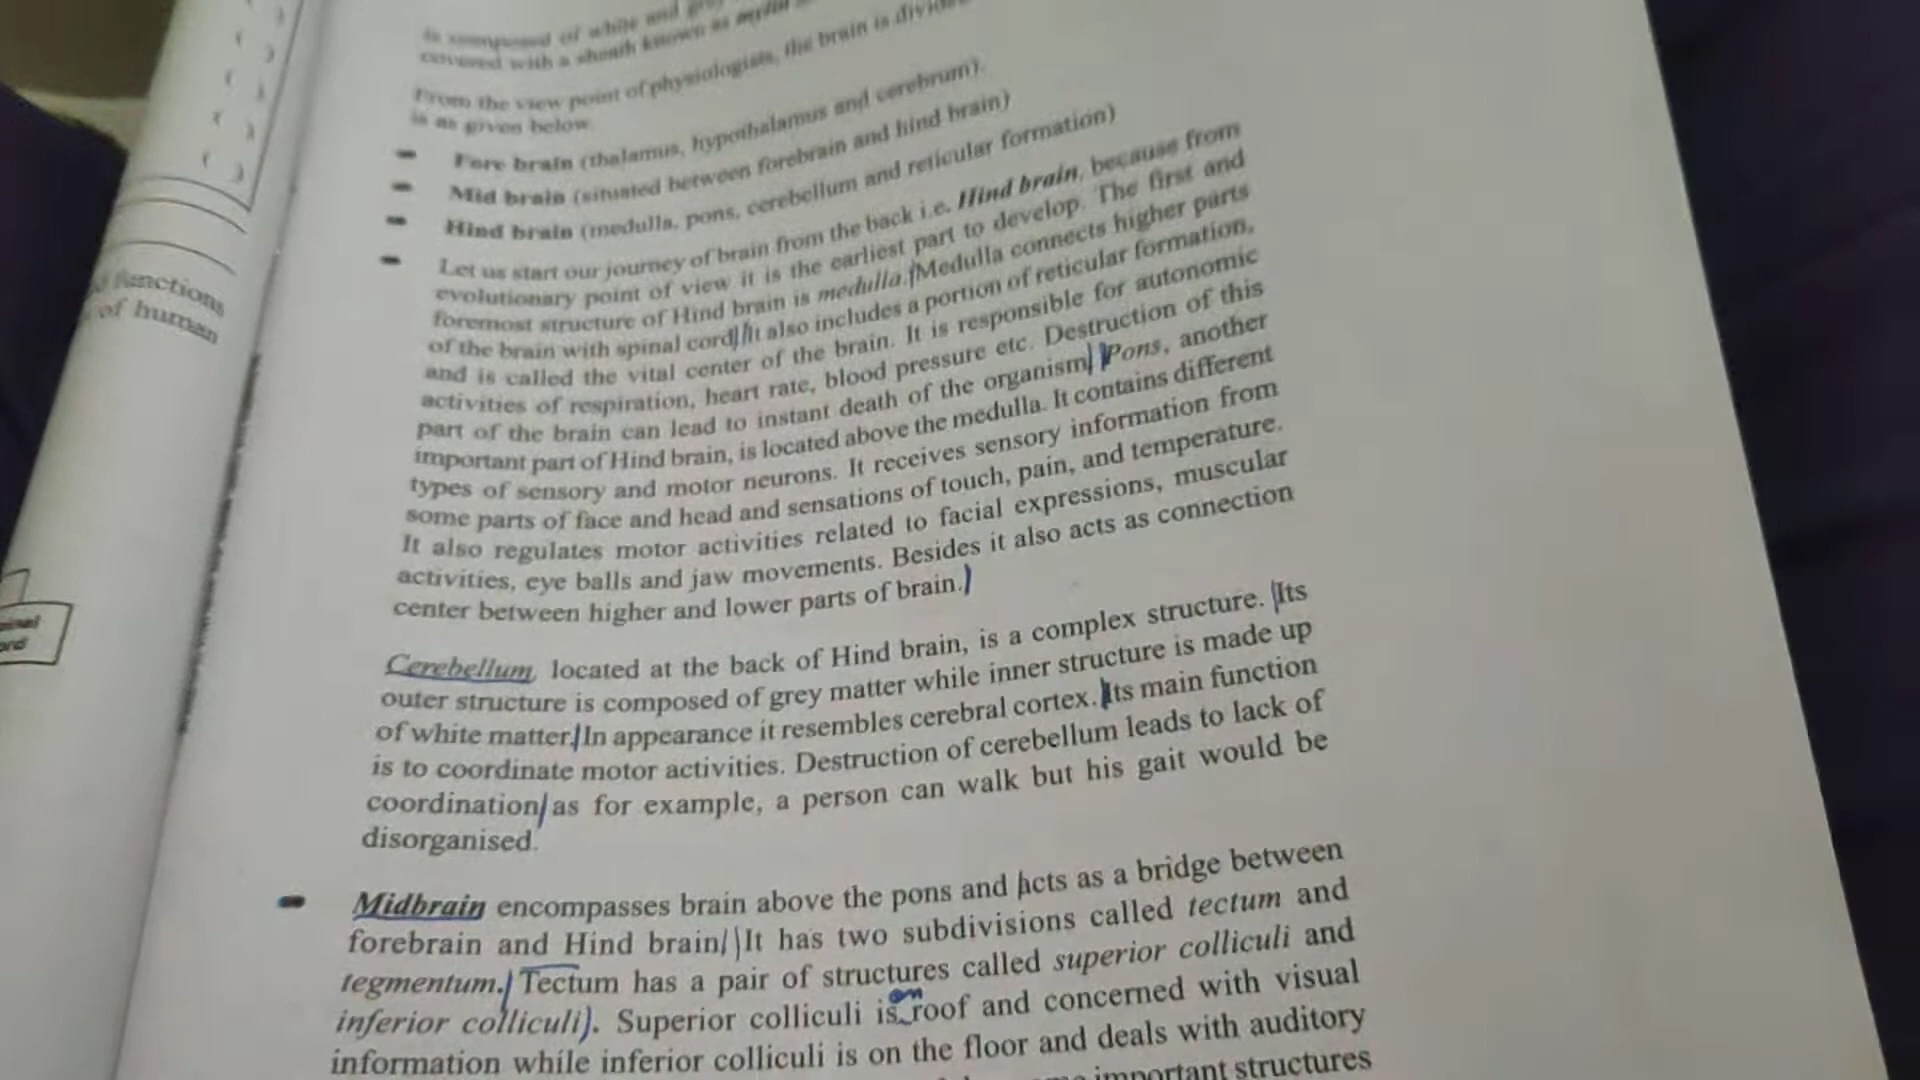 is composed of white and
covered with a sheath known as
From the view point of physiologists, the brain is
is as given below.
Fore brain (thalamus, hypothalamus and cerebrum).
Mid brain (situated between forebrain and hind brain)
Hind brain (medulla, pons, cerebellum and reticular formation)
Let us start our journey of brain from the back i.e. Hind brain, because from
evolutionary point of view it is the earliest part to develop. The first and
foremost structure of Hind brain is medulla. Medulla connects higher parts
of the brain with spinal cord. It also includes a portion of reticular formation,
and is called the vital center of the brain. It is responsible for autonomic
activities of respiration, heart rate, blood pressure etc. Destruction of this
part of the brain can lead to instant death of the organism. Pons, another
important part of Hind brain, is located above the medulla. It contains different
types of sensory and motor neurons. It receives sensory information from
some parts of face and head and sensations of touch, pain, and temperature.
It also regulates motor activities related to facial expressions, muscular
activities, eye balls and jaw movements. Besides it also acts as connection
center between higher and lower parts of brain.
Cerebellum, located at the back of Hind brain, is a complex structure. Its
outer structure is composed of grey matter while inner structure is made up
of white matter. In appearance it resembles cerebral cortex. Its main function
is to coordinate motor activities. Destruction of cerebellum leads to lack of
coordination as for example, a person can walk but his gait would be
disorganised.
Midbrain encompasses brain above the pons and acts as a bridge between
forebrain and Hind brain. It has two subdivisions called tectum and
tegmentum. Tectum has a pair of structures called superior colliculi and
inferior colliculi). Superior colliculi is on roof and concerned with visual
information while inferior colliculi is on the floor and deals with auditory
important structures
functions
of human